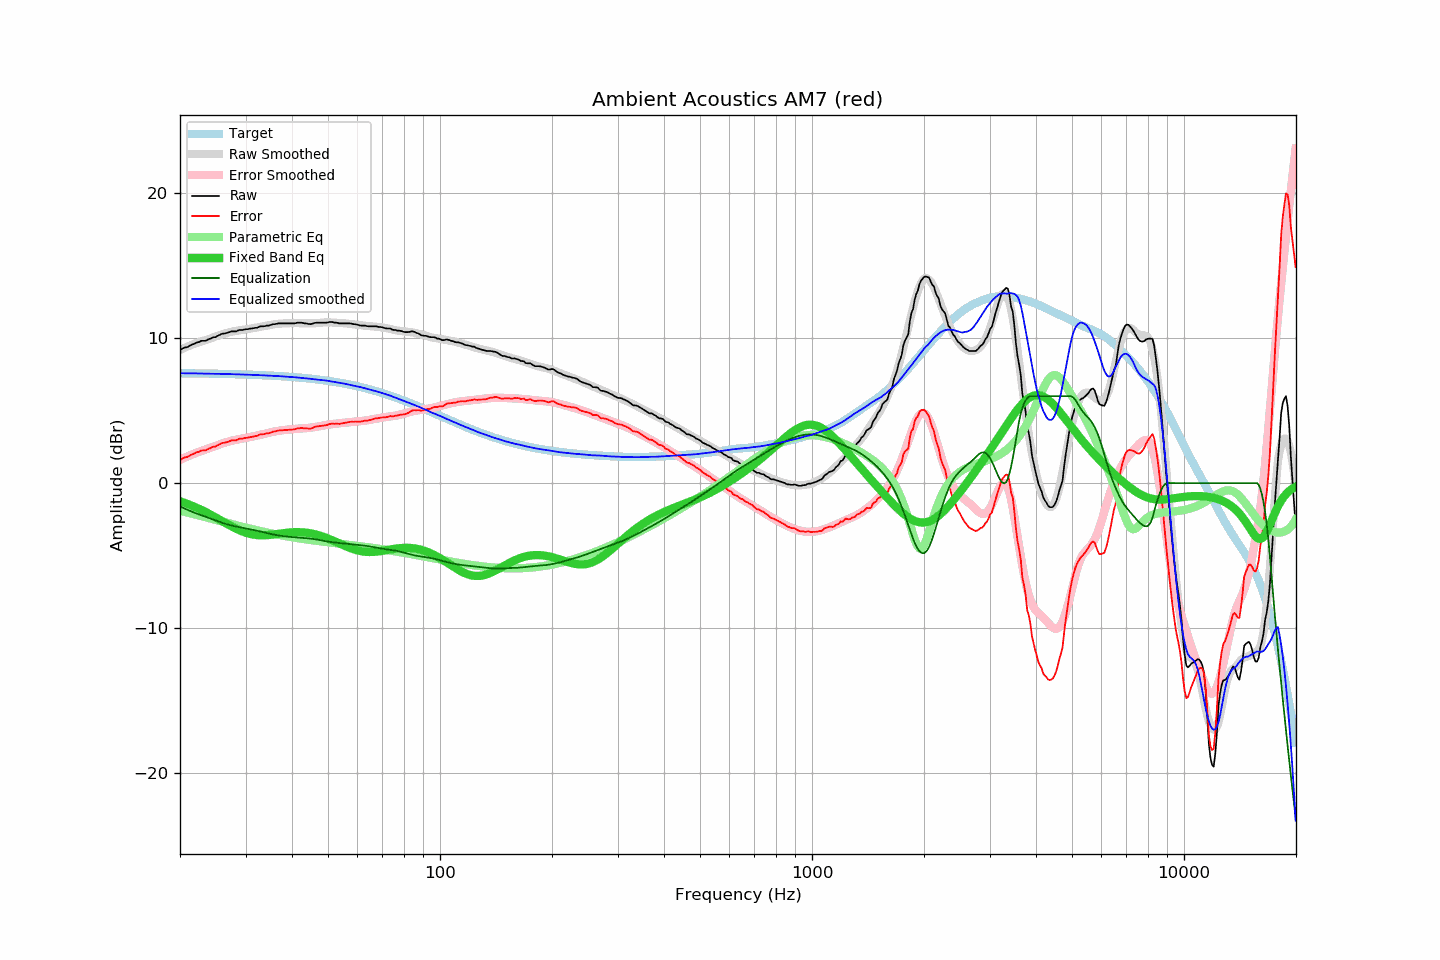 Ambient Acoustics AM7 (red)
Target
Raw Smoothed
Error Smoothed
Raw
Error
Parametric Eq
Fixed Band Eq
Equalization
Equalized smoothed
20
10
0
−10
−20
Amplitude (dBr)
100
1000
10000
Frequency (Hz)